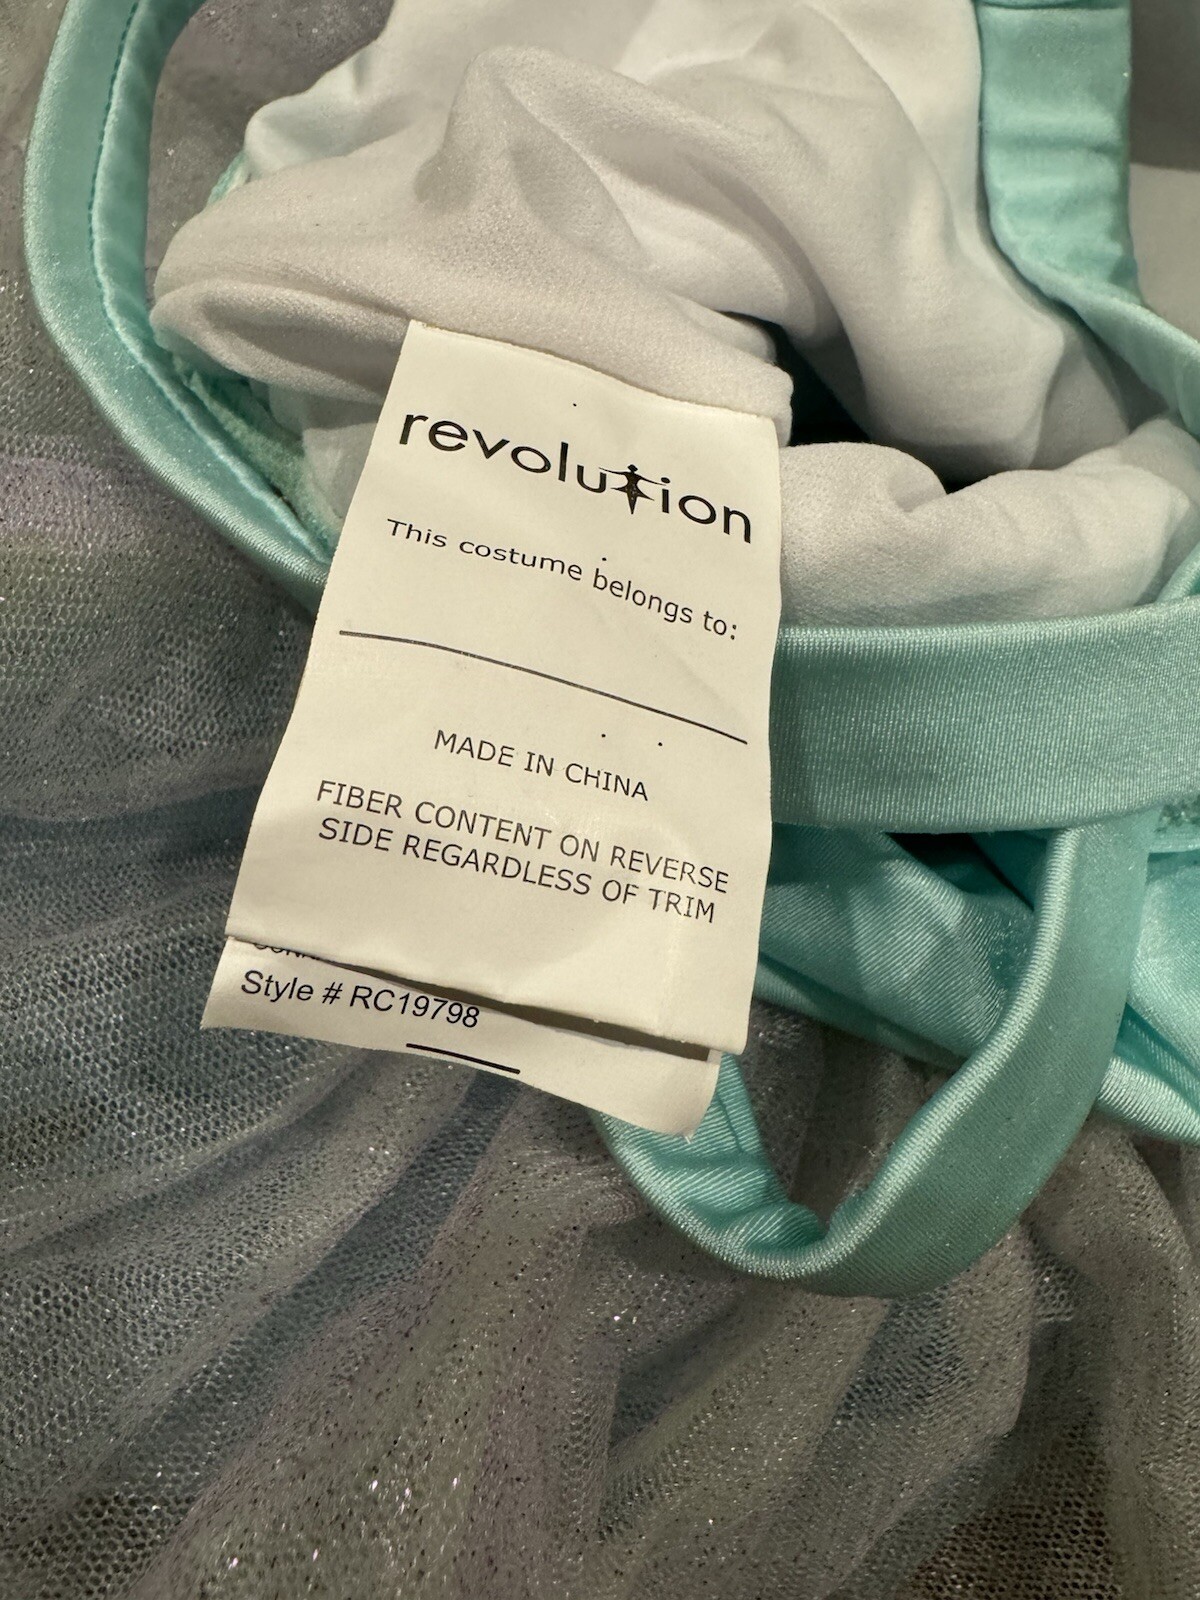 revolution
This costume belongs to:
MADE IN CHINA
FIBER CONTENT ON REVERSE
SIDE REGARDLESS OF TRIM
Style # RC19798